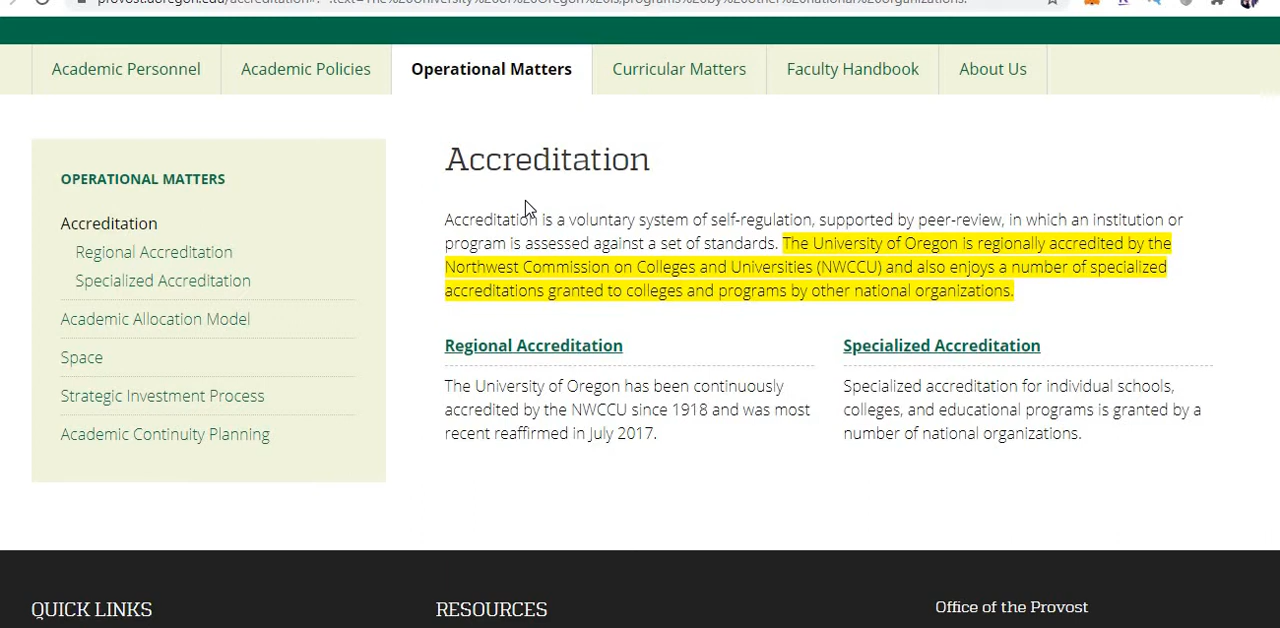 Academic Personnel
Academic Policies
Operational Matters
Curricular Matters
Faculty Handbook
About Us
OPERATIONAL MATTERS
Accreditation
Regional Accreditation
Specialized Accreditation
Academic Allocation Model
Space
Strategic Investment Process
Academic Continuity Planning
Accreditation
Accreditation is a voluntary system of self-regulation, supported by peer-review, in which an institution or
program is assessed against a set of standards. The University of Oregon is regionally accredited by the
Northwest Commission on Colleges and Universities (NWCCU) and also enjoys a number of specialized
accreditations granted to colleges and programs by other national organizations.
Regional Accreditation
The University of Oregon has been continuously
accredited by the NWCCU since 1918 and was most
recent reaffirmed in July 2017.
Specialized Accreditation
Specialized accreditation for individual schools,
colleges, and educational programs is granted by a
number of national organizations.
QUICK LINKS
RESOURCES
Office of the Provost